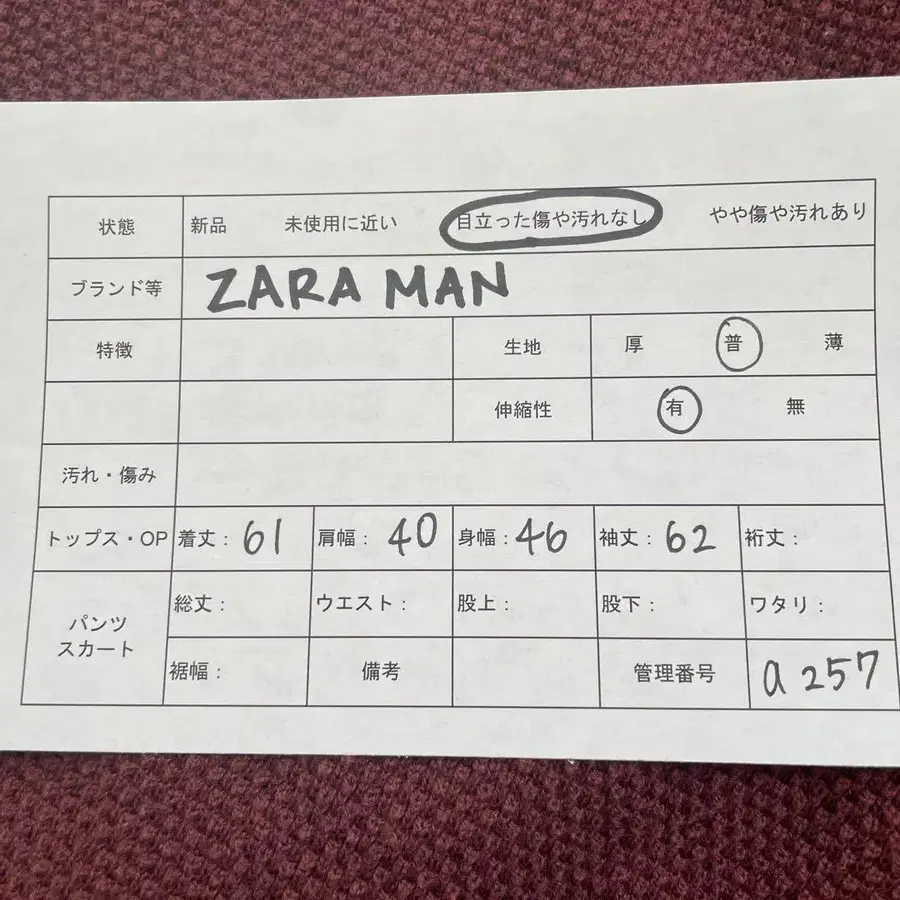 状態 新品 未使用に近い 目立った傷や汚れなし やや傷や汚れあり
ブランド等 ZARA MAN
特徴 生地 厚 普 薄
伸縮性 有 無
汚れ・傷み
トップス・OP 着丈： 61 肩幅： 40 身幅： 46 袖丈： 62 裄丈：
パンツ
スカート
総丈： ウエスト： 股上： 股下： ワタリ：
裾幅： 備考 管理番号 a 257